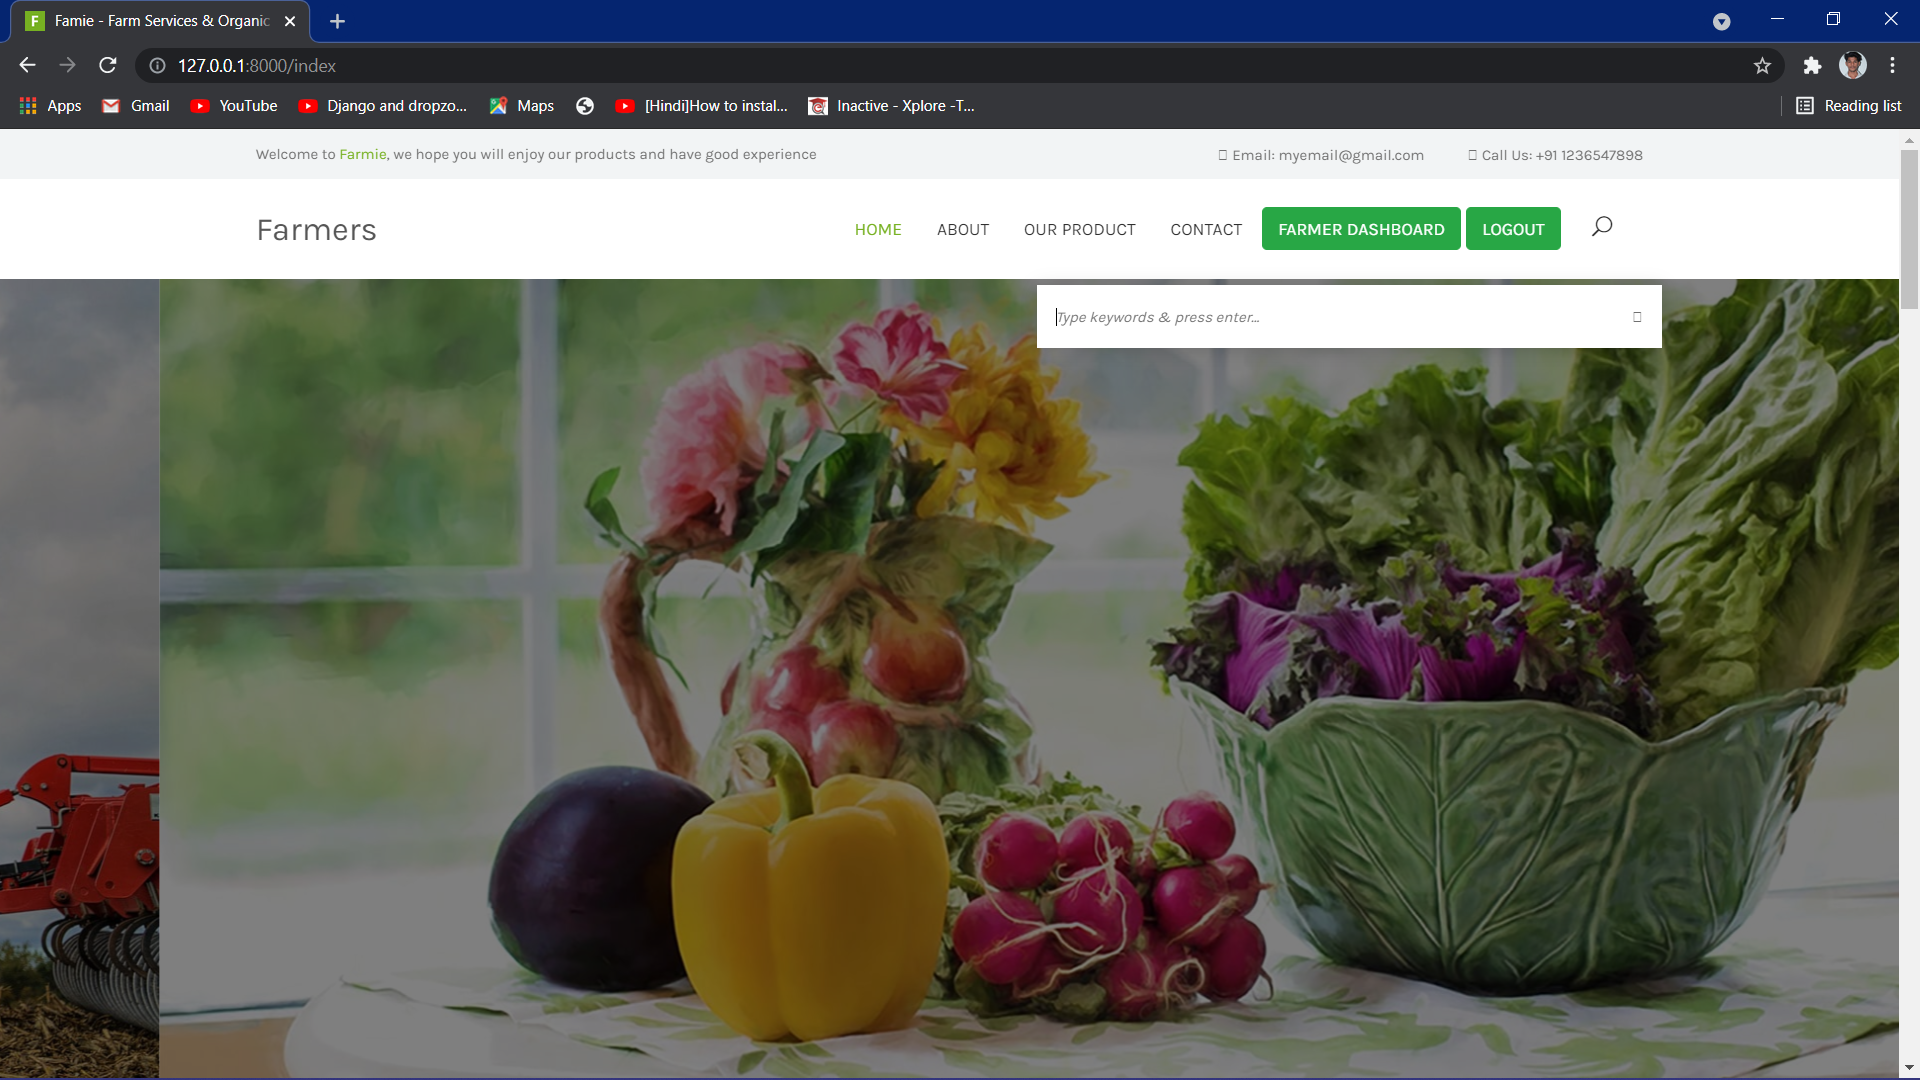 F Famie - Farm Services & Organic
127.0.0.1:8000/index
Apps Gmail YouTube Django and dropzo... Maps [Hindi]How to instal... Inactive - Xplore -T... Reading list
Welcome to Farmie, we hope you will enjoy our products and have good experience Email: myemail@gmail.com Call Us: +91 1236547898
Farmers HOME ABOUT OUR PRODUCT CONTACT FARMER DASHBOARD LOGOUT
Type keywords & press enter...